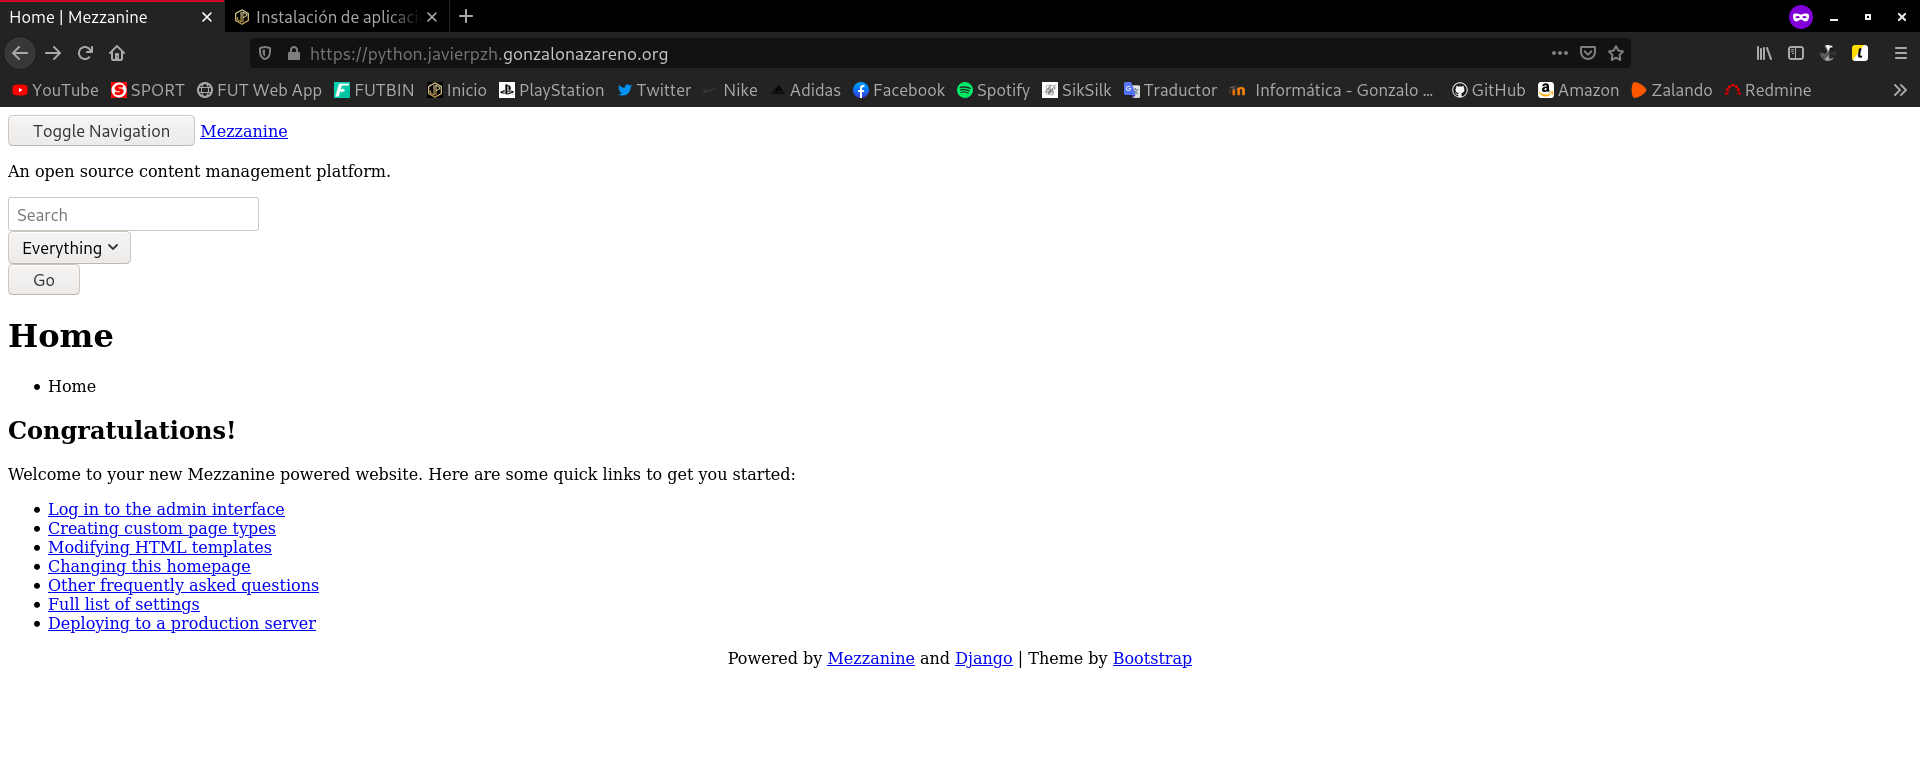 Home | Mezzanine
Instalación de aplicaci
https://python.javierpzh.gonzalonazareno.org
YouTube SPORT FUT Web App FUTBIN Inicio PlayStation Twitter Nike Adidas Facebook Spotify SikSilk Traductor Informática - Gonzalo ... GitHub Amazon Zalando Redmine
Toggle Navigation Mezzanine
An open source content management platform.
Search
Everything
Go
Home
Home
Congratulations!
Welcome to your new Mezzanine powered website. Here are some quick links to get you started:
Log in to the admin interface
Creating custom page types
Modifying HTML templates
Changing this homepage
Other frequently asked questions
Full list of settings
Deploying to a production server
Powered by Mezzanine and Django | Theme by Bootstrap